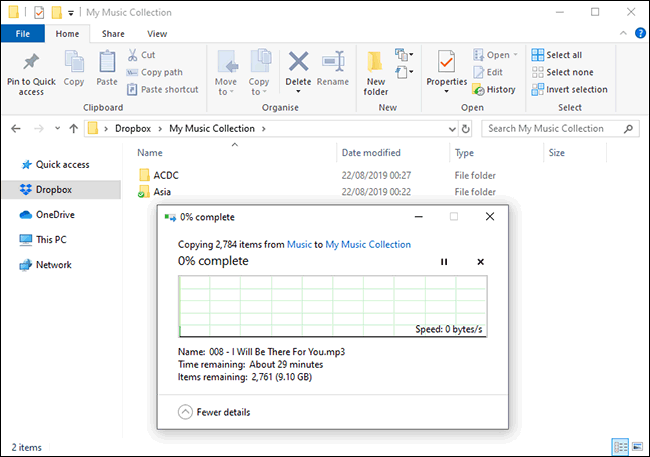 My Music Collection
File Home Share View
Pin to Quick access
Copy
Paste
Cut
Copy path
Paste shortcut
Clipboard
Move to
Copy to
Delete
Rename
Organise
New folder
New
Properties
Open
Edit
History
Open
Select all
Select none
Invert selection
Select
Dropbox > My Music Collection >
Search My Music Collection
Name Date modified Type Size
Quick access
Dropbox
OneDrive
This PC
Network
ACDC 22/08/2019 00:27 File folder
Asia 22/08/2019 00:22 File folder
0% complete
Copying 2,784 items from Music to My Music Collection
0% complete
Speed: 0 bytes/s
Name: 008 - I Will Be There For You.mp3
Time remaining: About 29 minutes
Items remaining: 2,761 (9.10 GB)
Fewer details
2 items